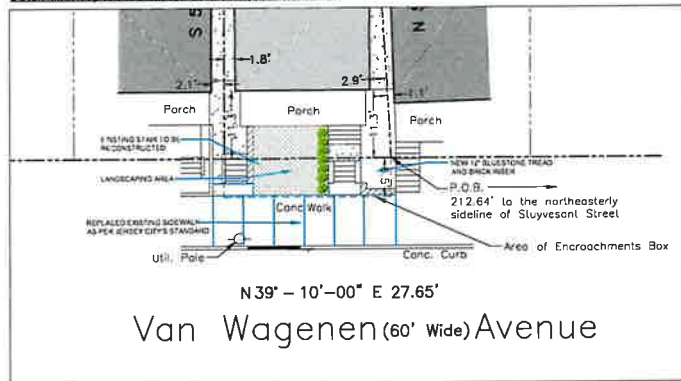 S 5
N 5
1.8'
2.1'
2.9'
1.1'
Porch
Porch
Porch
1.3'
EXISTING STAIR TO BE
RECONSTRUCTED
NEW 12" BLUESTONE TREAD
AND BRICK RISER
LANDSCAPING AREA
5'
P.O.B.
212.64' to the northeasterly
sideline of Stuyvesant Street
Conc Walk
REPLACED EXISTING SIDEWALK
AS PER JERSEY CITY'S STANDARD
Area of Encroachments Box
Util. Pole
Conc. Curb
N 39° - 10'-00" E 27.65'
Van Wagenen (60' Wide) Avenue